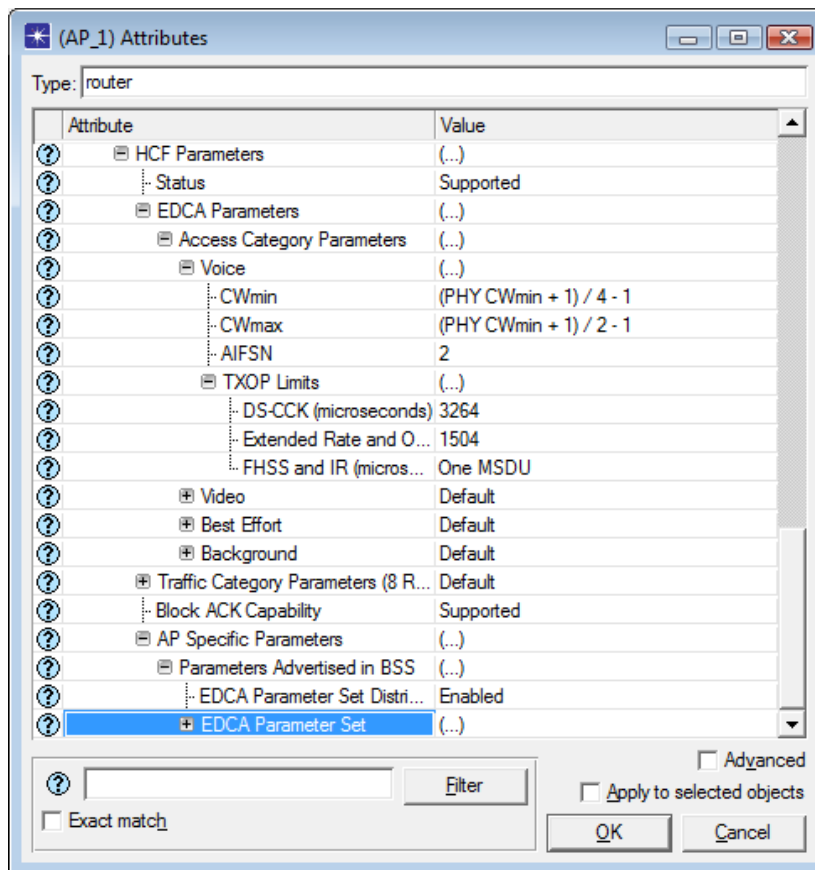 (AP_1) Attributes
Type: router
Attribute Value
HCF Parameters (...)
Status Supported
EDCA Parameters (...)
Access Category Parameters (...)
Voice (...)
CWmin (PHY CWmin + 1) / 4 - 1
CWmax (PHY CWmin + 1) / 2 - 1
AIFSN 2
TXOP Limits (...)
DS-CCK (microseconds) 3264
Extended Rate and O... 1504
FHSS and IR (micros... One MSDU
Video Default
Best Effort Default
Background Default
Traffic Category Parameters (8 R... Default
Block ACK Capability Supported
AP Specific Parameters (...)
Parameters Advertised in BSS (...)
EDCA Parameter Set Distri... Enabled
EDCA Parameter Set (...)
Advanced
Filter
Apply to selected objects
Exact match
OK Cancel